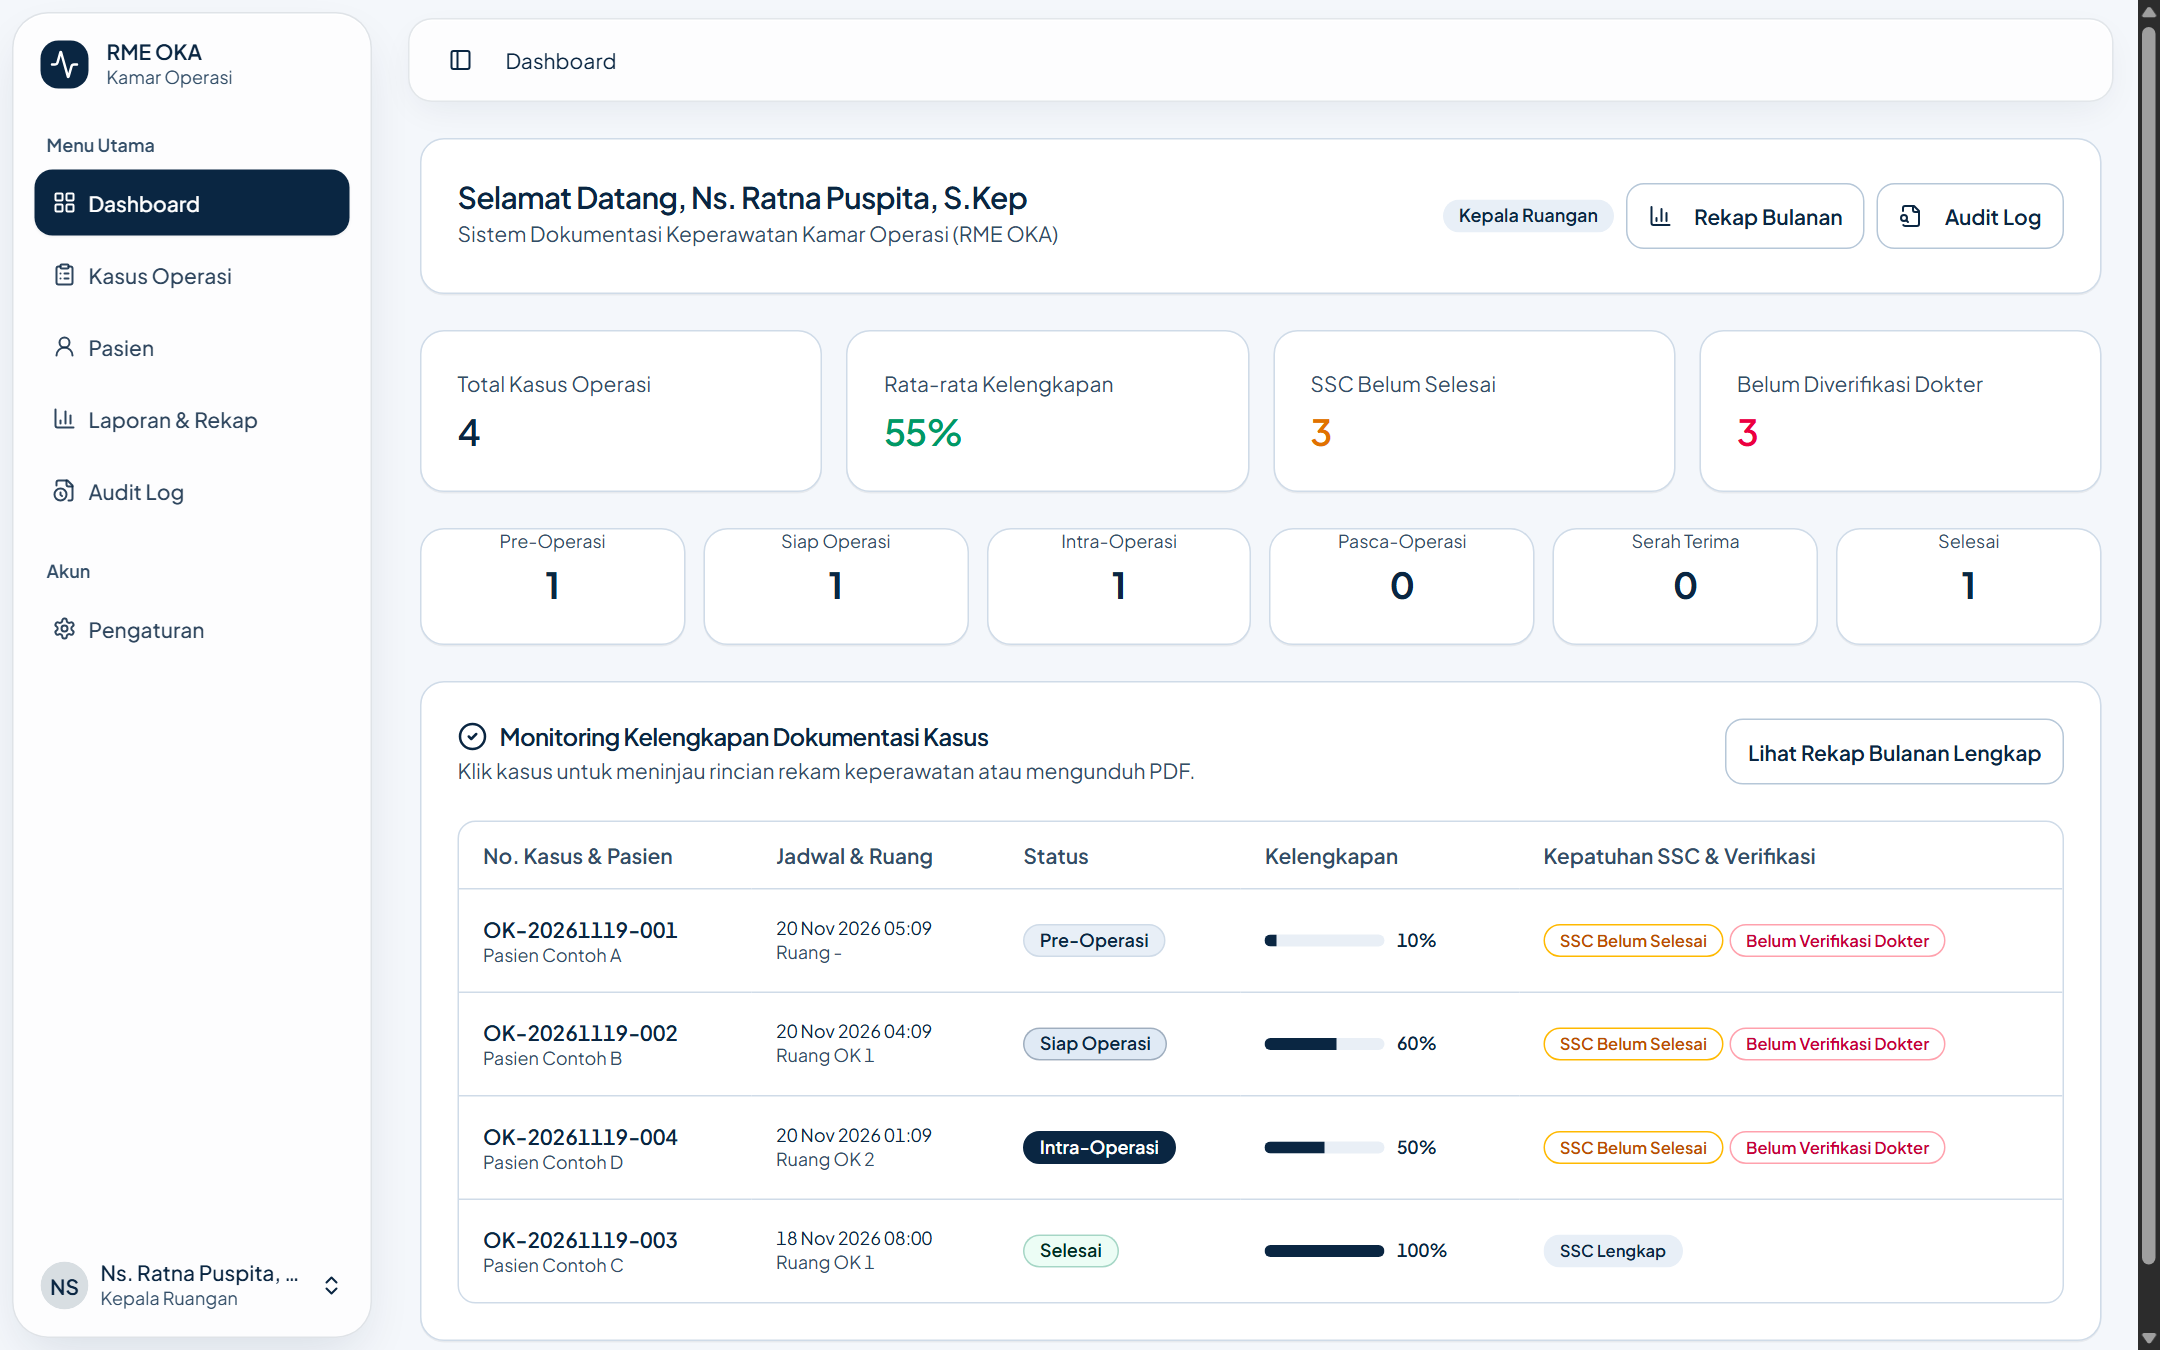 RME OKA
Kamar Operasi
Menu Utama
Dashboard
Kasus Operasi
Pasien
Laporan & Rekap
Audit Log
Akun
Pengaturan
NS
Ns. Ratna Puspita, ...
Kepala Ruangan
Dashboard
Selamat Datang, Ns. Ratna Puspita, S.Kep
Sistem Dokumentasi Keperawatan Kamar Operasi (RME OKA)
Kepala Ruangan
Rekap Bulanan
Audit Log
Total Kasus Operasi
4
Rata-rata Kelengkapan
55%
SSC Belum Selesai
3
Belum Diverifikasi Dokter
3
Pre-Operasi
1
Siap Operasi
1
Intra-Operasi
1
Pasca-Operasi
0
Serah Terima
0
Selesai
1
Monitoring Kelengkapan Dokumentasi Kasus
Klik kasus untuk meninjau rincian rekam keperawatan atau mengunduh PDF.
Lihat Rekap Bulanan Lengkap
No. Kasus & Pasien Jadwal & Ruang Status Kelengkapan Kepatuhan SSC & Verifikasi
OK-20261119-001
Pasien Contoh A
20 Nov 2026 05:09
Ruang -
Pre-Operasi
10%
SSC Belum Selesai Belum Verifikasi Dokter
OK-20261119-002
Pasien Contoh B
20 Nov 2026 04:09
Ruang OK 1
Siap Operasi
60%
SSC Belum Selesai Belum Verifikasi Dokter
OK-20261119-004
Pasien Contoh D
20 Nov 2026 01:09
Ruang OK 2
Intra-Operasi
50%
SSC Belum Selesai Belum Verifikasi Dokter
OK-20261119-003
Pasien Contoh C
18 Nov 2026 08:00
Ruang OK 1
Selesai
100%
SSC Lengkap